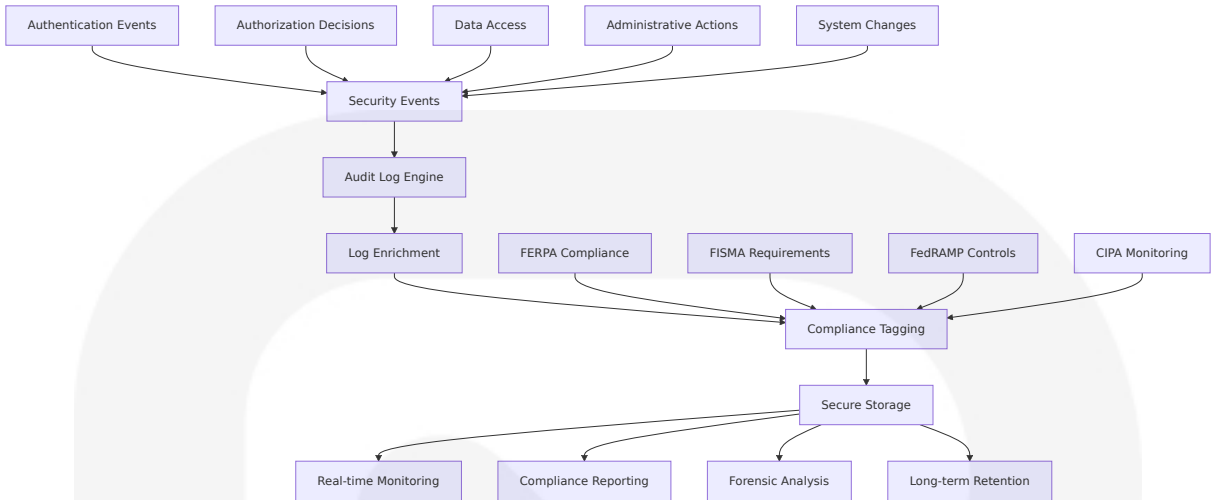 Authentication Events
Authorization Decisions
Data Access
Administrative Actions
System Changes
Security Events
Audit Log Engine
Log Enrichment
FERPA Compliance
FISMA Requirements
FedRAMP Controls
CIPA Monitoring
Compliance Tagging
Secure Storage
Real-time Monitoring
Compliance Reporting
Forensic Analysis
Long-term Retention